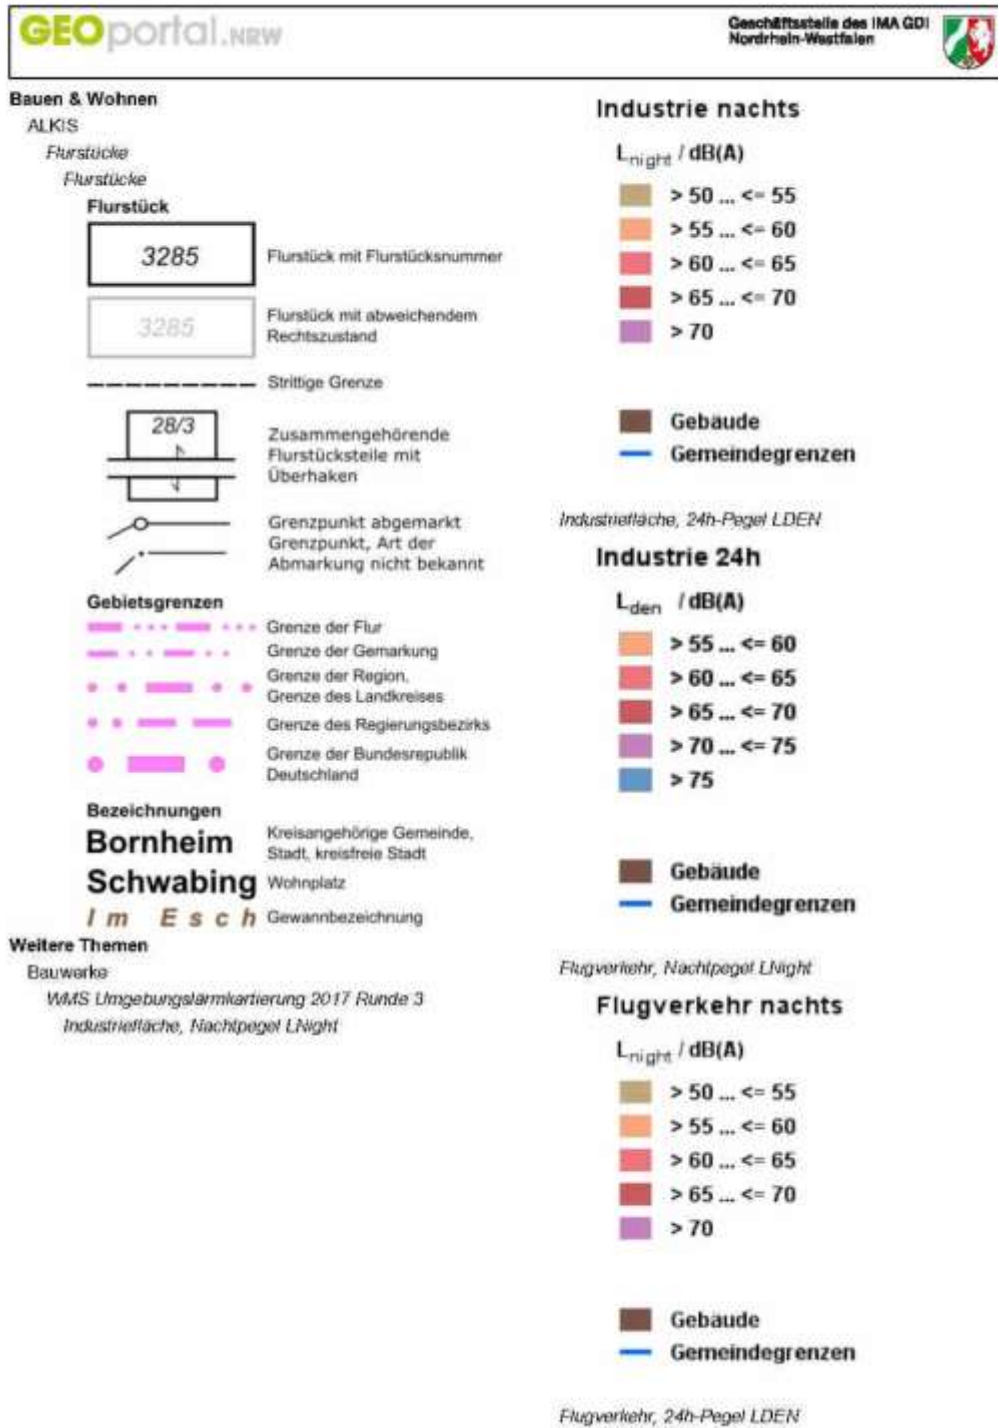 GEOportal.NRW
Geschäftsstelle des IMA GDI
Nordrhein-Westfalen
Bauen & Wohnen
ALKIS
Flurstücke
Flurstücke
Flurstück
3285
Flurstück mit Flurstücksnummer
3285
Flurstück mit abweichendem
Rechtszustand
Strittige Grenze
28/3
Zusammengehörende
Flurstücksteile mit
Überhaken
Grenzpunkt abgemarkt
Grenzpunkt, Art der
Abmarkung nicht bekannt
Gebietsgrenzen
Grenze der Flur
Grenze der Gemarkung
Grenze der Region,
Grenze des Landkreises
Grenze des Regierungsbezirks
Grenze der Bundesrepublik
Deutschland
Bezeichnungen
Bornheim
Kreisangehörige Gemeinde,
Stadt, kreisfreie Stadt
Schwabing
Wohnplatz
Im Esch
Gewannbezeichnung
Weitere Themen
Bauwerke
WMS Umgebungslärmkartierung 2017 Runde 3
Industriefläche, Nachtpegel LNight
Industrie nachts
Lnight / dB(A)
> 50 ... <= 55
> 55 ... <= 60
> 60 ... <= 65
> 65 ... <= 70
> 70
Gebäude
Gemeindegrenzen
Industriefläche, 24h-Pegel LDEN
Industrie 24h
Lden / dB(A)
> 55 ... <= 60
> 60 ... <= 65
> 65 ... <= 70
> 70 ... <= 75
> 75
Gebäude
Gemeindegrenzen
Flugverkehr, Nachtpegel LNight
Flugverkehr nachts
Lnight / dB(A)
> 50 ... <= 55
> 55 ... <= 60
> 60 ... <= 65
> 65 ... <= 70
> 70
Gebäude
Gemeindegrenzen
Flugverkehr, 24h-Pegel LDEN